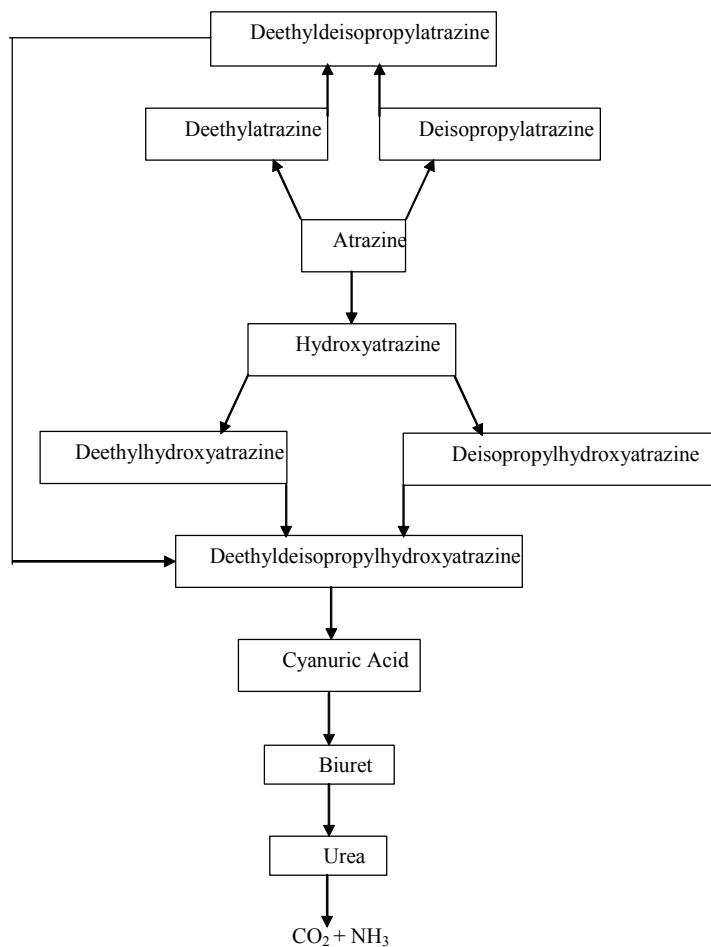 Deethyldeisopropylatrazine
Deethylatrazine
Deisopropylatrazine
Atrazine
Hydroxyatrazine
Deethylhydroxyatrazine
Deisopropylhydroxyatrazine
Deethyldeisopropylhydroxyatrazine
Cyanuric Acid
Biuret
Urea
CO₂ + NH₃